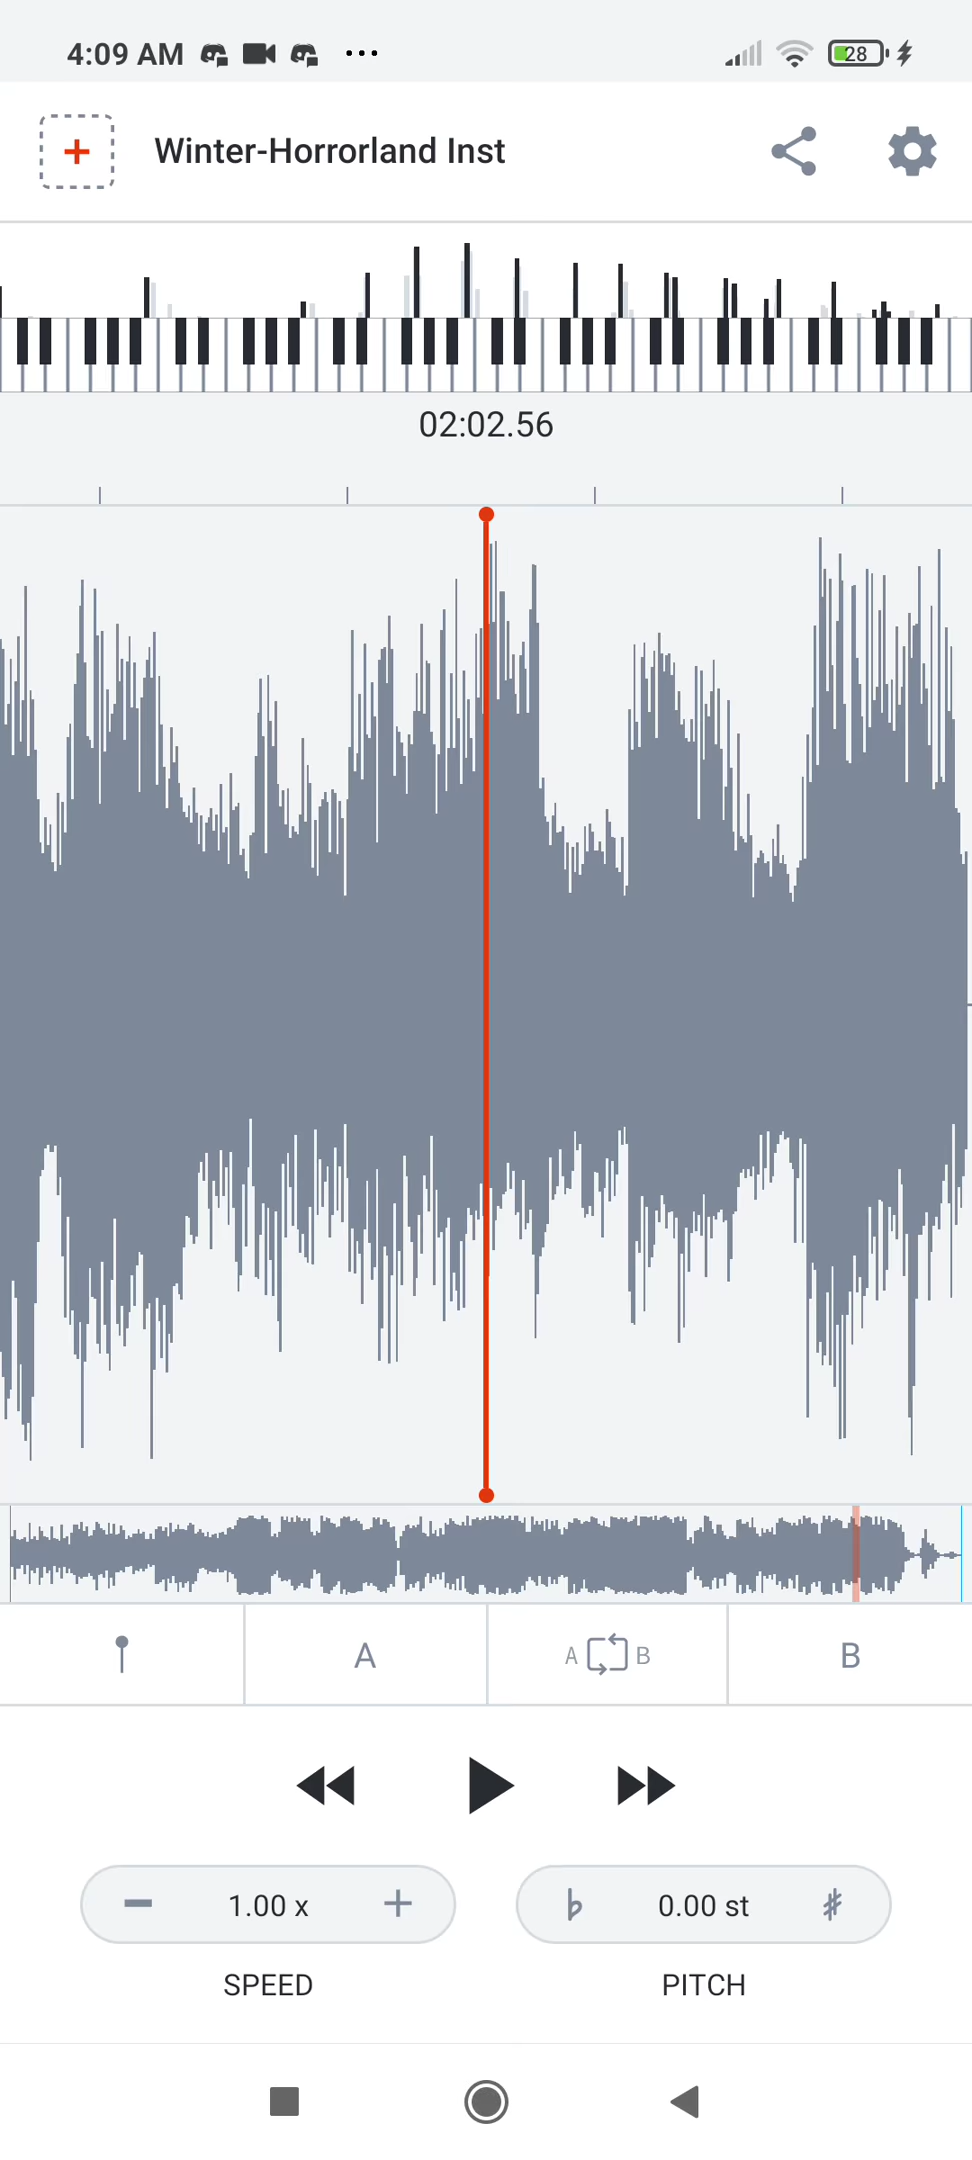 4:09 AM
28
Winter-Horrorland Inst
02:02.56
A
A B
B
1.00 x
0.00 st
SPEED
PITCH